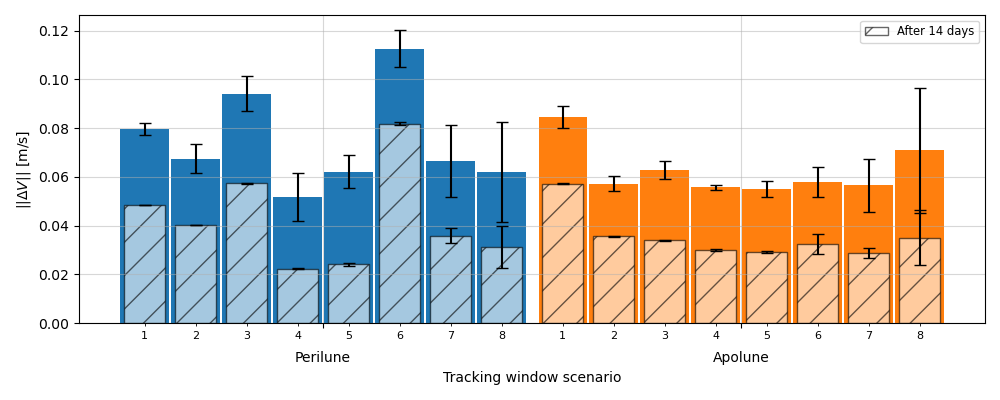 After 14 days
0.12
0.10
0.08
0.06
0.04
0.02
0.00
||ΔV|| [m/s]
1 2 3 4 5 6 7 8 1 2 3 4 5 6 7 8
Perilune Apolune
Tracking window scenario